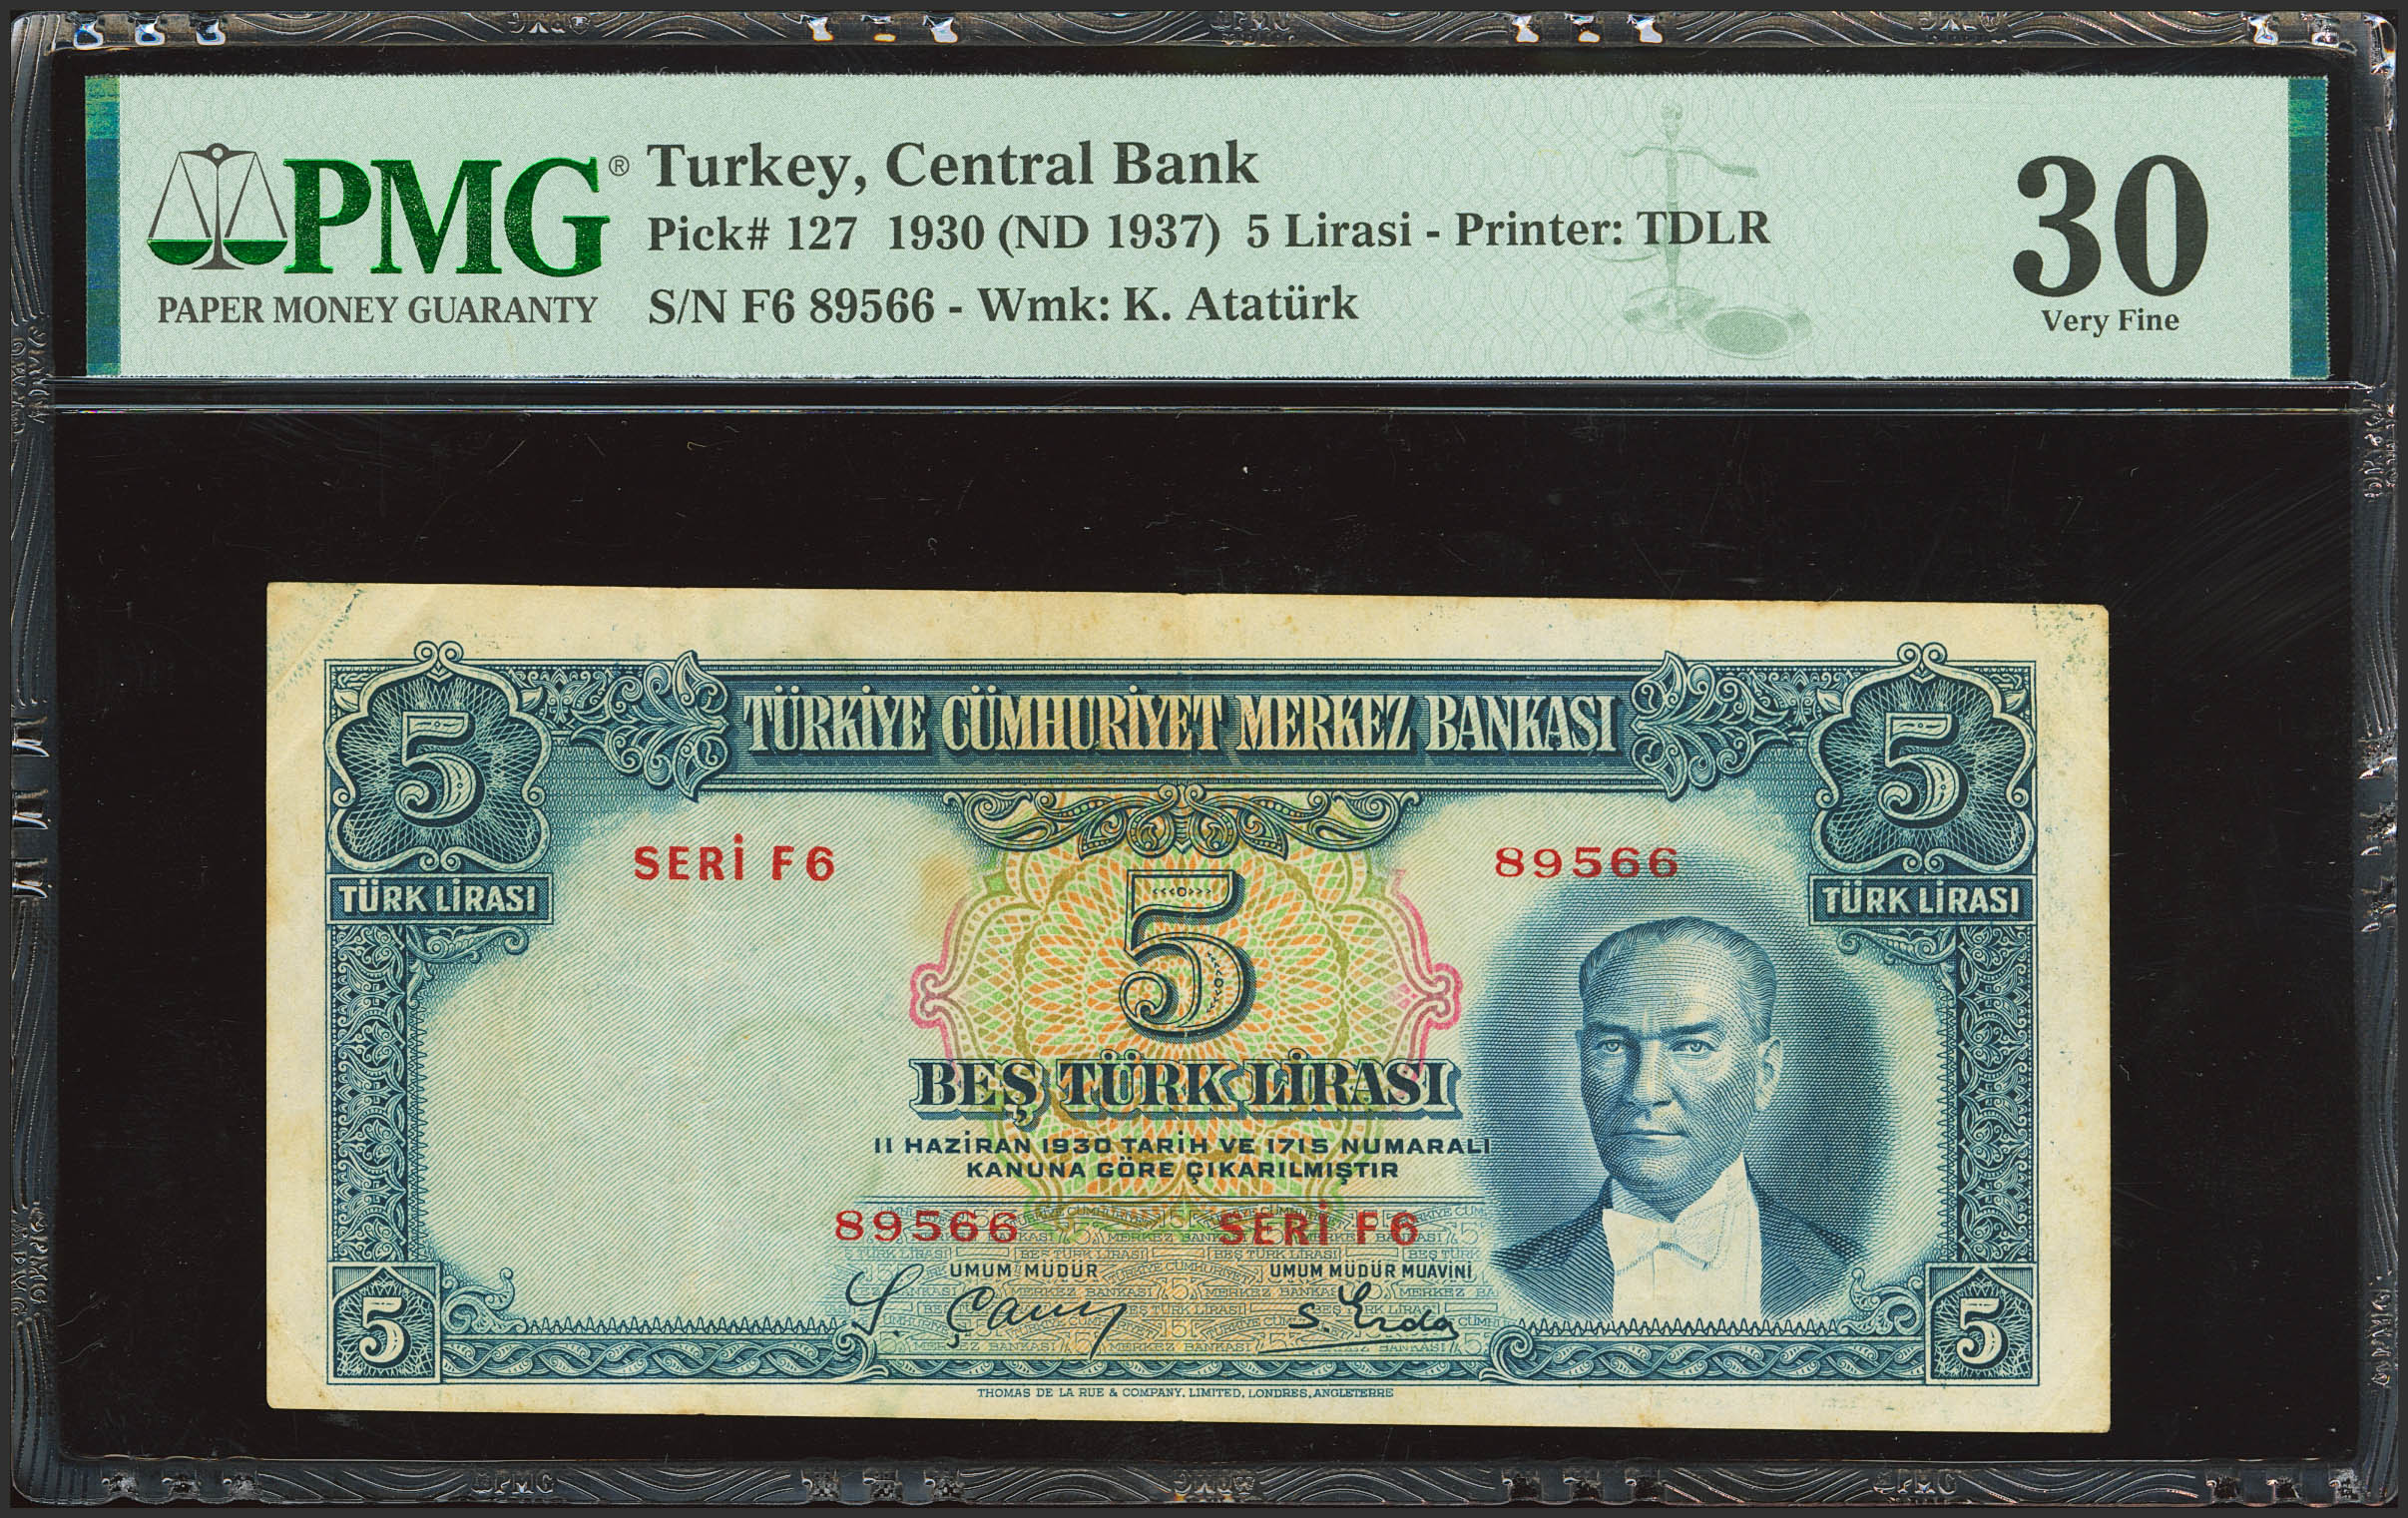 PMG®
PAPER MONEY GUARANTY
Turkey, Central Bank
Pick# 127 1930 (ND 1937) 5 Lirasi - Printer: TDLR
S/N F6 89566 - Wmk: K. Atatürk
30
Very Fine
5
TÜRKİYE CÜMHURİYET MERKEZ BANKASI
5
TÜRK LİRASI
SERİ F6
89566
TÜRK LİRASI
5
BEŞ TÜRK LİRASI
11 HAZİRAN 1930 TARİH VE 1715 NUMARALI
KANUNA GÖRE ÇIKARILMIŞTIR
89566
SERİ F6
UMUM MÜDÜR
UMUM MÜDÜR MUAVİNİ
5
5
THOMAS DE LA RUE & COMPANY, LIMITED, LONDRES, ANGLETERRE